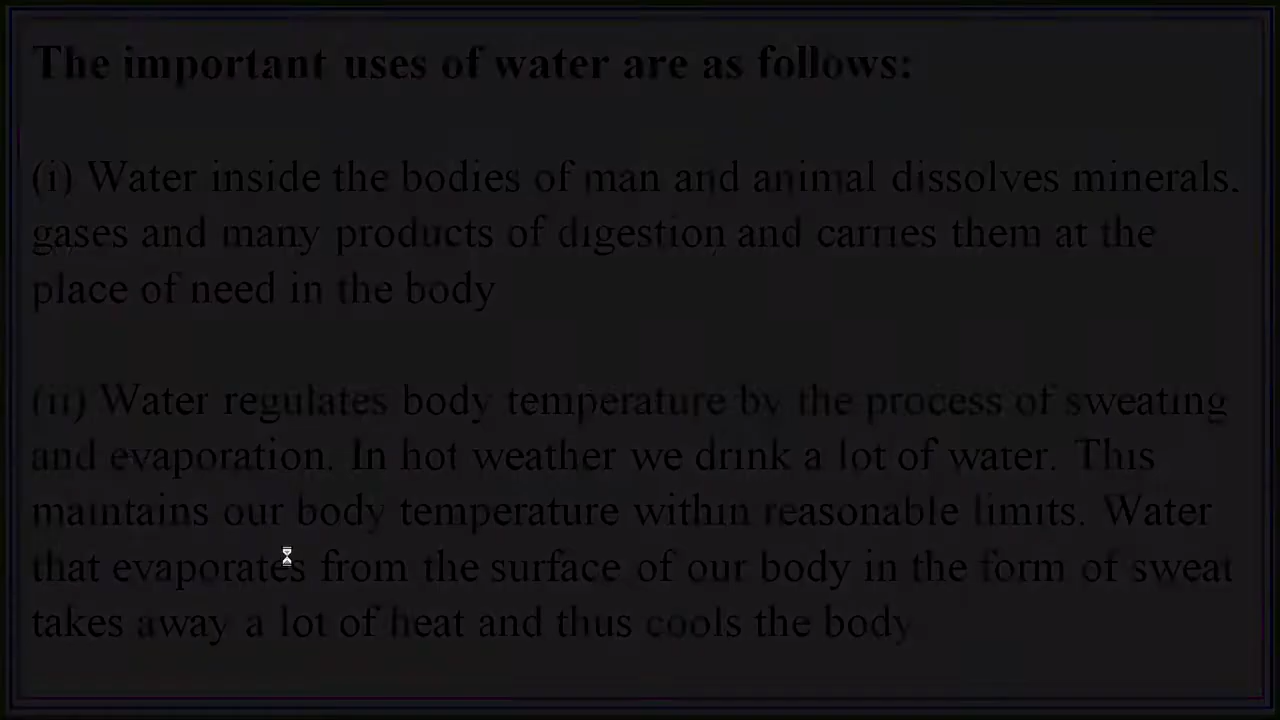 The important uses of water are as follows:
(i) Water inside the bodies of man and animal dissolves minerals,
gases and many products of digestion and carries them at the
place of need in the body
(ii) Water regulates body temperature by the process of sweating
and evaporation. In hot weather we drink a lot of water. This
maintains our body temperature within reasonable limits. Water
that evaporates from the surface of our body in the form of sweat
takes away a lot of heat and thus cools the body